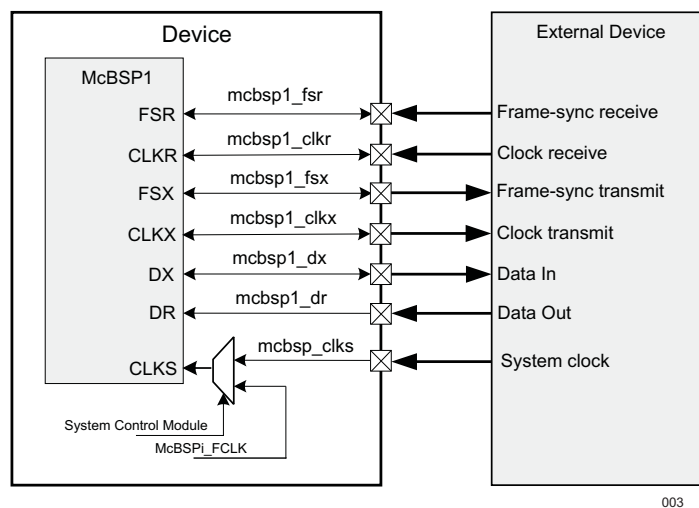 Device
External Device
McBSP1
FSR
mcbsp1_fsr
Frame-sync receive
CLKR
mcbsp1_clkr
Clock receive
FSX
mcbsp1_fsx
Frame-sync transmit
CLKX
mcbsp1_clkx
Clock transmit
DX
mcbsp1_dx
Data In
DR
mcbsp1_dr
Data Out
CLKS
mcbsp_clks
System clock
System Control Module
McBSPi_FCLK
003